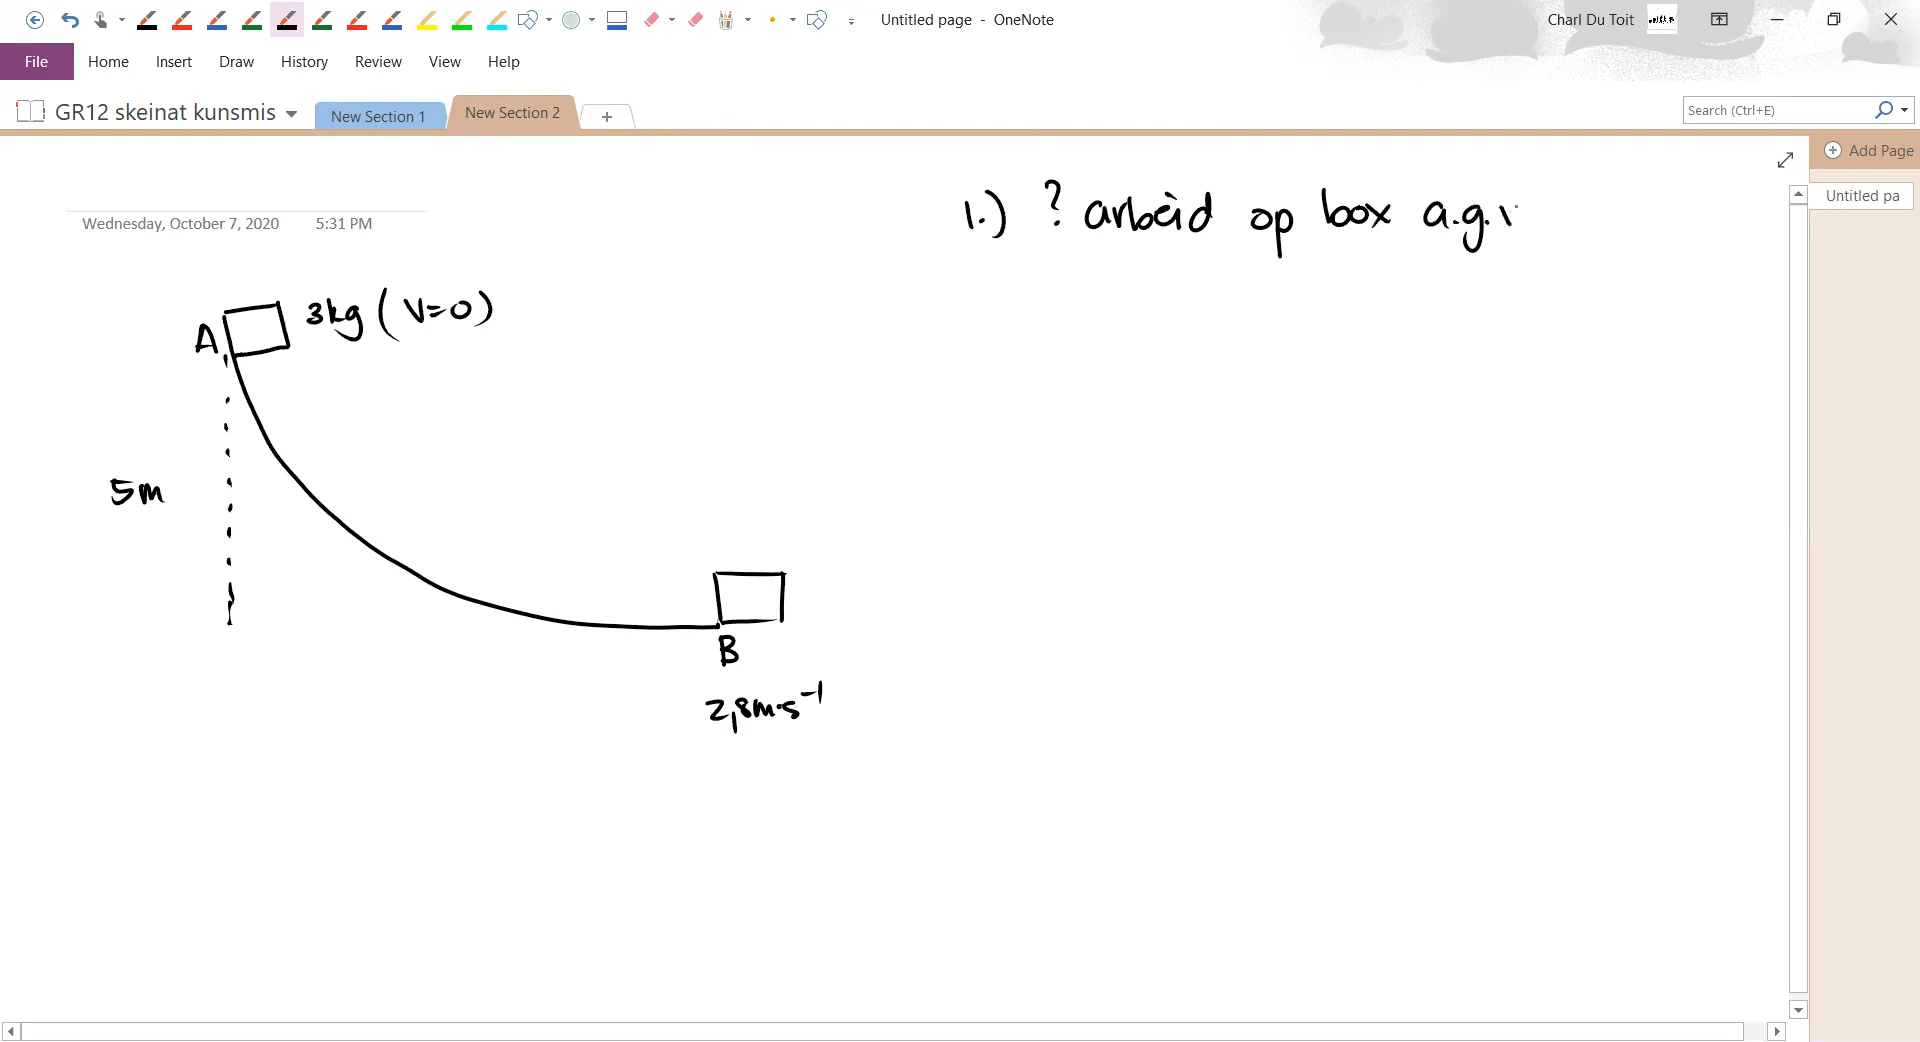 Untitled page - OneNote
Charl Du Toit
File Home Insert Draw History Review View Help
GR12 skeinat kunsmis
New Section 1
New Section 2
+
Search (Ctrl+E)
Add Page
Untitled pa
Wednesday, October 7, 2020 5:31 PM
1.) ? arbeid op box a.g.
A 3kg (V=0)
5m
B
2,8m·s⁻¹